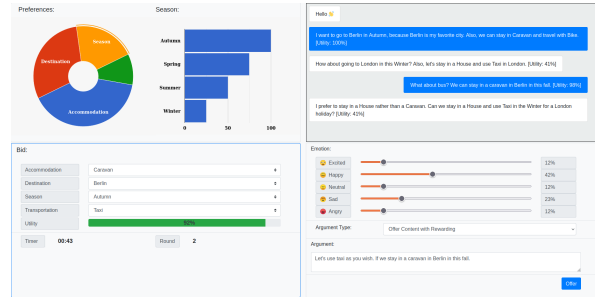 Preferences:
Season:
Season
Destination
Accommodation
Autumn
Spring
Summer
Winter
0
50
100
Hello 👋
I want to go to Berlin in Autumn, because Berlin is my favorite city. Also, we can stay in Caravan and travel with Bike.
[Utility: 100%]
How about going to London in this Winter? Also, let's stay in a House and use Taxi in London. [Utility: 41%]
What about bus? We can stay in a caravan in Berlin in this fall. [Utility: 98%]
I prefer to stay in a House rather than a Caravan. Can we stay in a House and use Taxi in the Winter for a London
holiday? [Utility: 41%]
Bid:
Accommodation
Caravan
Destination
Berlin
Season
Autumn
Transportation
Taxi
Utility
92%
Timer
00:43
Round
2
Emotion:
Excited
12%
Happy
42%
Neutral
12%
Sad
23%
Angry
12%
Argument Type:
Offer Content with Rewarding
Argument:
Let's use taxi as you wish. If we stay in a caravan in Berlin in this fall.
Offer